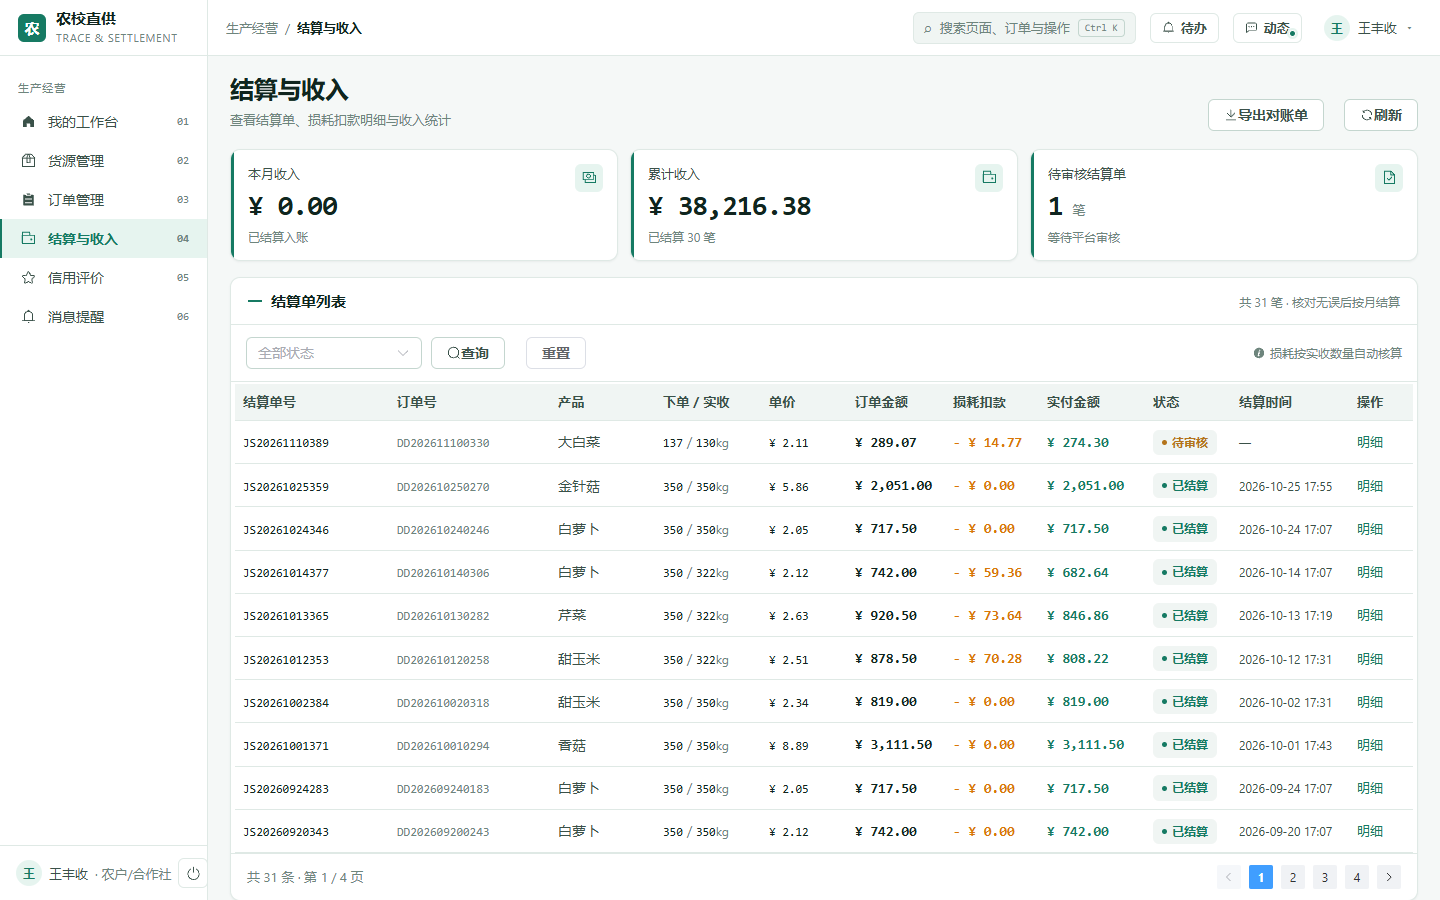 农 农校直供
TRACE & SETTLEMENT
生产经营 / 结算与收入
搜索页面、订单与操作 Ctrl K
待办
动态
王 王丰收
生产经营
我的工作台 01
货源管理 02
订单管理 03
结算与收入 04
信用评价 05
消息提醒 06
王 王丰收 · 农户/合作社
结算与收入
查看结算单、损耗扣款明细与收入统计
导出对账单
刷新
本月收入
¥ 0.00
已结算入账
累计收入
¥ 38,216.38
已结算 30 笔
待审核结算单
1 笔
等待平台审核
结算单列表
共 31 笔 · 核对无误后按月结算
全部状态
查询
重置
损耗按实收数量自动核算
结算单号 订单号 产品 下单 / 实收 单价 订单金额 损耗扣款 实付金额 状态 结算时间 操作
JS20261110389 DD202611100330 大白菜 137 / 130kg ¥ 2.11 ¥ 289.07 - ¥ 14.77 ¥ 274.30 待审核 — 明细
JS20261025359 DD202610250270 金针菇 350 / 350kg ¥ 5.86 ¥ 2,051.00 - ¥ 0.00 ¥ 2,051.00 已结算 2026-10-25 17:55 明细
JS20261024346 DD202610240246 白萝卜 350 / 350kg ¥ 2.05 ¥ 717.50 - ¥ 0.00 ¥ 717.50 已结算 2026-10-24 17:07 明细
JS20261014377 DD202610140306 白萝卜 350 / 322kg ¥ 2.12 ¥ 742.00 - ¥ 59.36 ¥ 682.64 已结算 2026-10-14 17:07 明细
JS20261013365 DD202610130282 芹菜 350 / 322kg ¥ 2.63 ¥ 920.50 - ¥ 73.64 ¥ 846.86 已结算 2026-10-13 17:19 明细
JS20261012353 DD202610120258 甜玉米 350 / 322kg ¥ 2.51 ¥ 878.50 - ¥ 70.28 ¥ 808.22 已结算 2026-10-12 17:31 明细
JS20261002384 DD202610020318 甜玉米 350 / 350kg ¥ 2.34 ¥ 819.00 - ¥ 0.00 ¥ 819.00 已结算 2026-10-02 17:31 明细
JS20261001371 DD202610010294 香菇 350 / 350kg ¥ 8.89 ¥ 3,111.50 - ¥ 0.00 ¥ 3,111.50 已结算 2026-10-01 17:43 明细
JS20260924283 DD202609240183 白萝卜 350 / 350kg ¥ 2.05 ¥ 717.50 - ¥ 0.00 ¥ 717.50 已结算 2026-09-24 17:07 明细
JS20260920343 DD202609200243 白萝卜 350 / 350kg ¥ 2.12 ¥ 742.00 - ¥ 0.00 ¥ 742.00 已结算 2026-09-20 17:07 明细
共 31 条 · 第 1 / 4 页
1 2 3 4